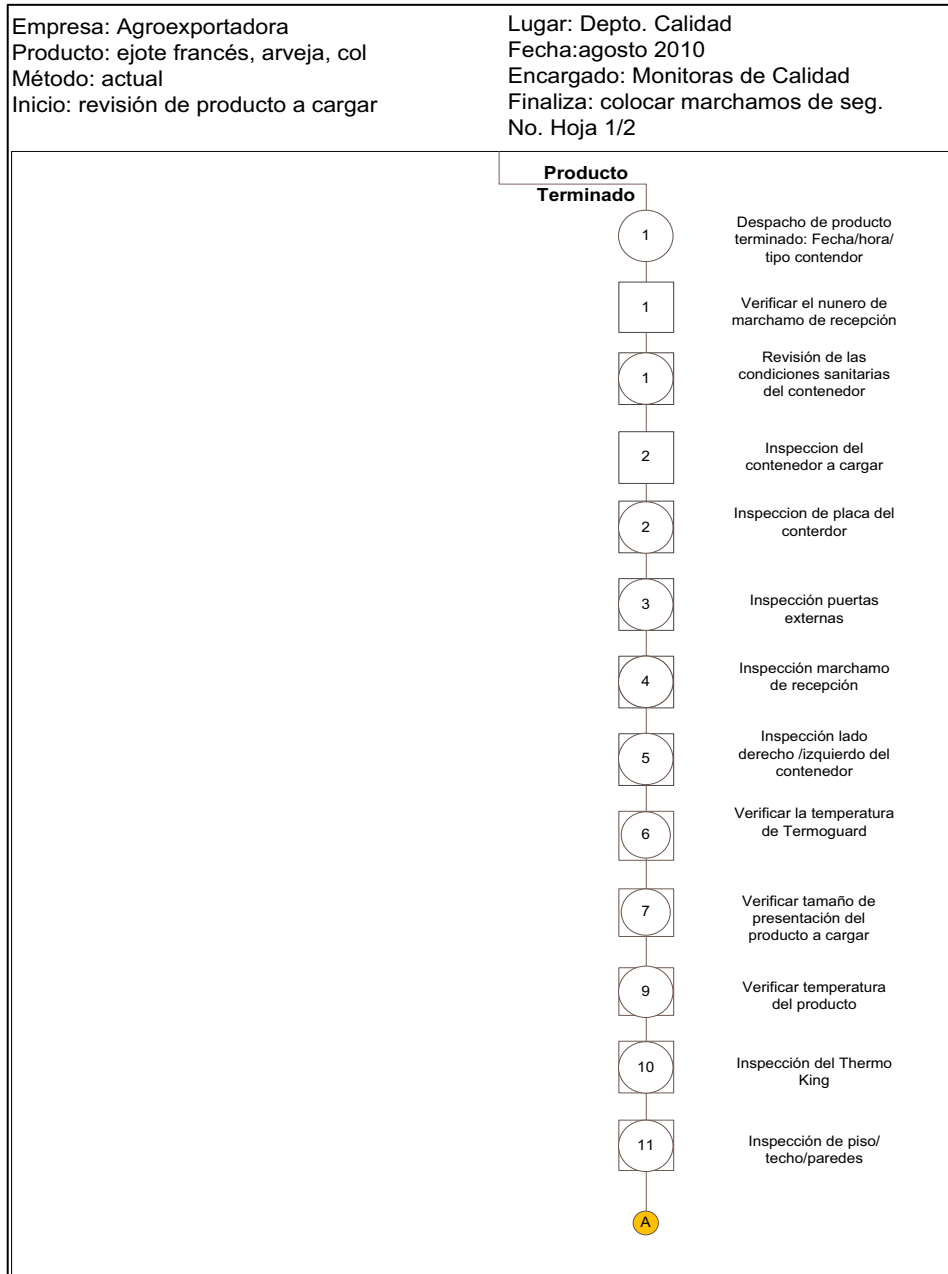 Empresa: Agroexportadora
Producto: ejote francés, arveja, col
Método: actual
Inicio: revisión de producto a cargar
Lugar: Depto. Calidad
Fecha:agosto 2010
Encargado: Monitoras de Calidad
Finaliza: colocar marchamos de seg.
No. Hoja 1/2
Producto
Terminado
1
Despacho de producto
terminado: Fecha/hora/
tipo contendor
1
Verificar el nunero de
marchamo de recepción
1
Revisión de las
condiciones sanitarias
del contenedor
2
Inspeccion del
contenedor a cargar
2
Inspeccion de placa del
conterdor
3
Inspección puertas
externas
4
Inspección marchamo
de recepción
5
Inspección lado
derecho /izquierdo del
contenedor
6
Verificar la temperatura
de Termoguard
7
Verificar tamaño de
presentación del
producto a cargar
9
Verificar temperatura
del producto
10
Inspección del Thermo
King
11
Inspección de piso/
techo/paredes
A